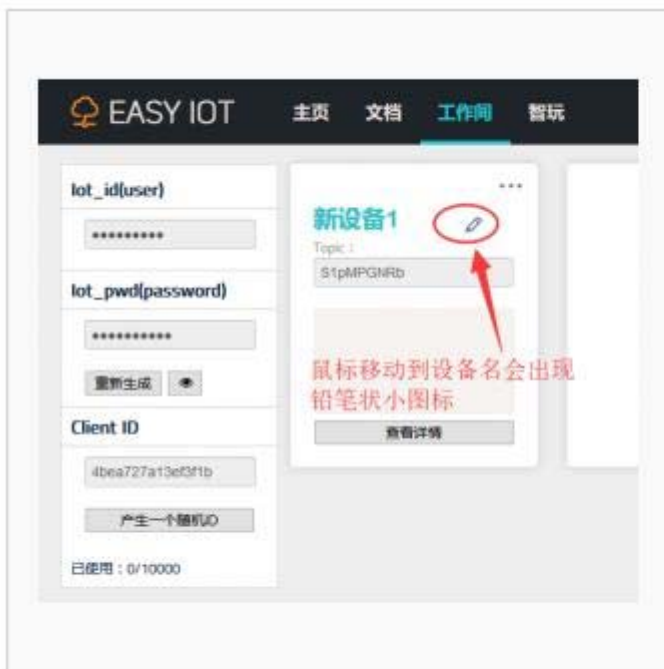 EASY IOT 主页 文档 工作间 智玩
Iot_id(user)
•••••••••
Iot_pwd(password)
••••••••••
重新生成
Client ID
4bea727a13ef3f1b
产生一个随机ID
已使用：0/10000
...
新设备1
Topic：
S1pMPGNRb
鼠标移动到设备名会出现
铅笔状小图标
查看详情